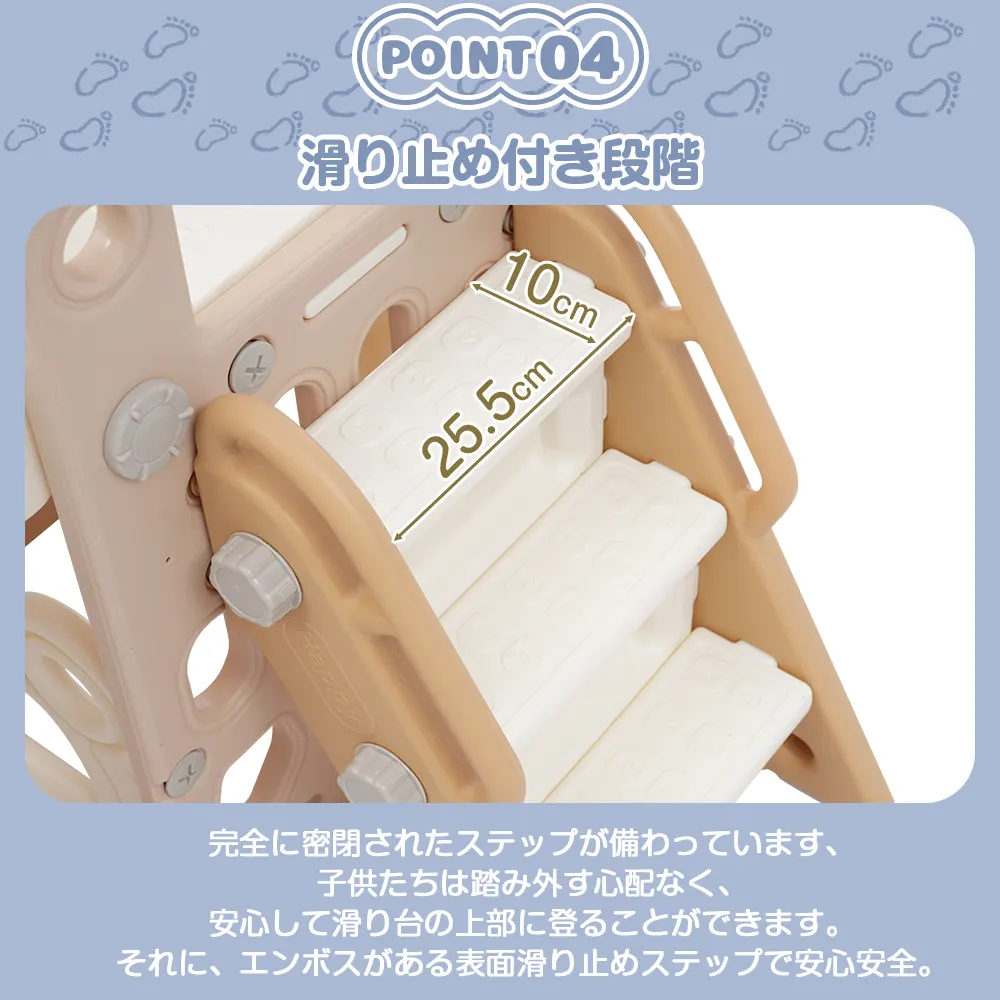 POINT04
滑り止め付き段階
10cm
25.5cm
Happy
完全に密閉されたステップが備わっています、
子供たちは踏み外す心配なく、
安心して滑り台の上部に登ることができます。
それに、エンボスがある表面滑り止めステップで安心安全。